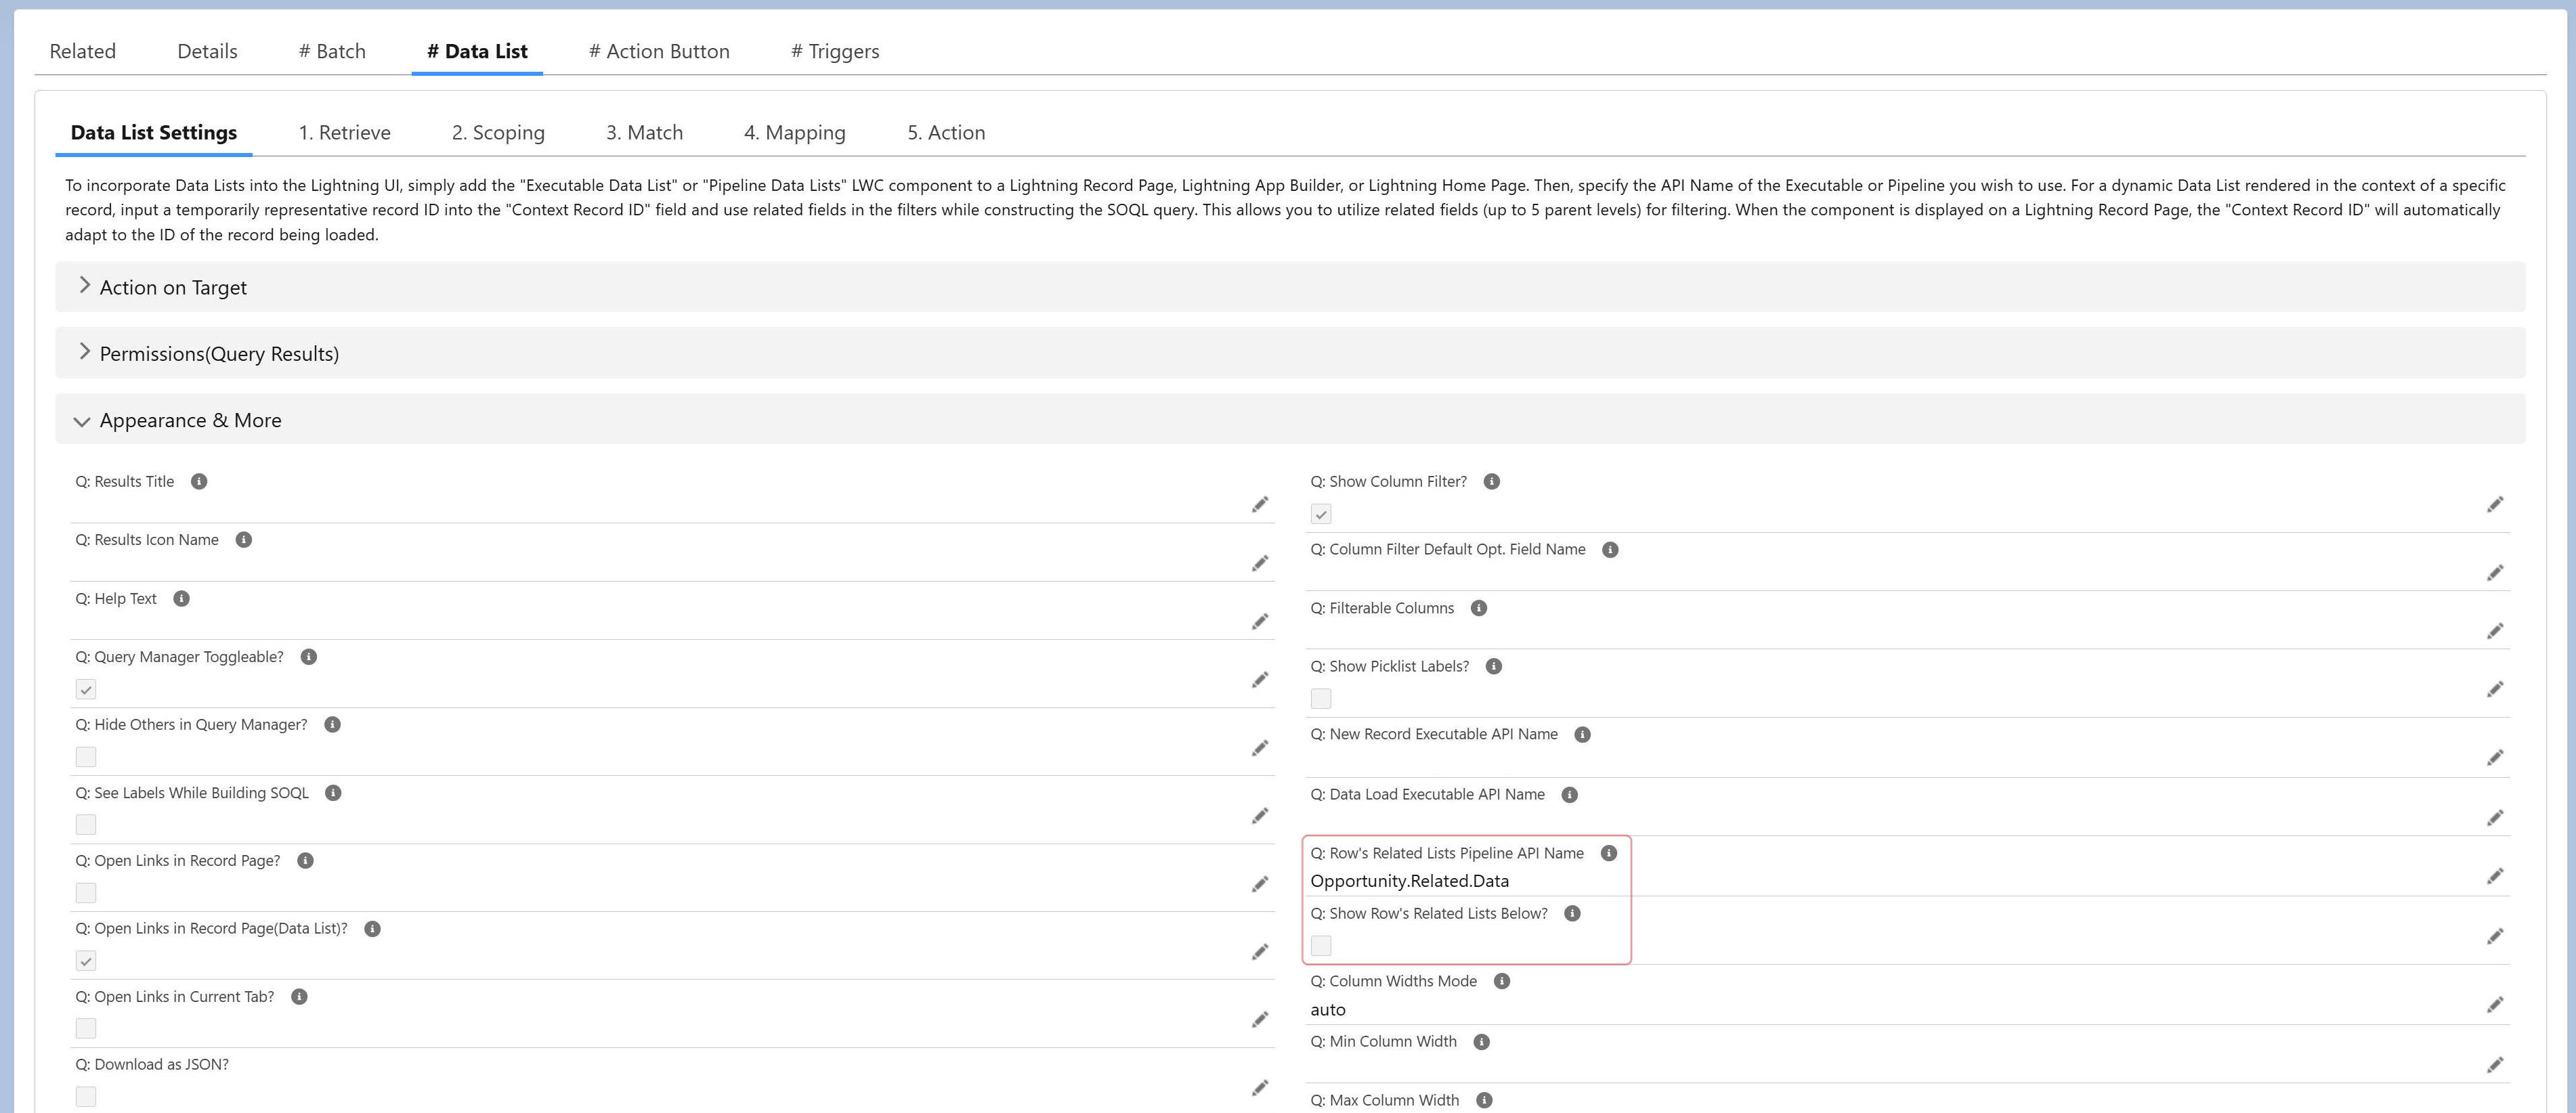 Related Details # Batch # Data List # Action Button # Triggers
Data List Settings 1. Retrieve 2. Scoping 3. Match 4. Mapping 5. Action
To incorporate Data Lists into the Lightning UI, simply add the "Executable Data List" or "Pipeline Data Lists" LWC component to a Lightning Record Page, Lightning App Builder, or Lightning Home Page. Then, specify the API Name of the Executable or Pipeline you wish to use. For a dynamic Data List rendered in the context of a specific
record, input a temporarily representative record ID into the "Context Record ID" field and use related fields in the filters while constructing the SOQL query. This allows you to utilize related fields (up to 5 parent levels) for filtering. When the component is displayed on a Lightning Record Page, the "Context Record ID" will automatically
adapt to the ID of the record being loaded.
Action on Target
Permissions(Query Results)
Appearance & More
Q: Results Title
Q: Results Icon Name
Q: Help Text
Q: Query Manager Toggleable?
Q: Hide Others in Query Manager?
Q: See Labels While Building SOQL
Q: Open Links in Record Page?
Q: Open Links in Record Page(Data List)?
Q: Open Links in Current Tab?
Q: Download as JSON?
Q: Show Column Filter?
Q: Column Filter Default Opt. Field Name
Q: Filterable Columns
Q: Show Picklist Labels?
Q: New Record Executable API Name
Q: Data Load Executable API Name
Q: Row's Related Lists Pipeline API Name
Opportunity.Related.Data
Q: Show Row's Related Lists Below?
Q: Column Widths Mode
auto
Q: Min Column Width
Q: Max Column Width